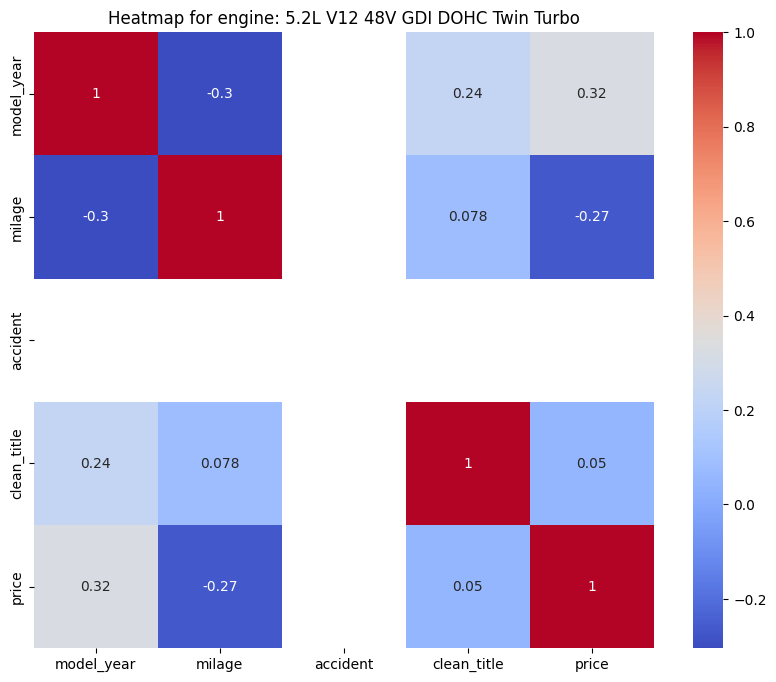 Heatmap for engine: 5.2L V12 48V GDI DOHC Twin Turbo
model_year
1
-0.3
0.24
0.32
milage
-0.3
1
0.078
-0.27
accident
clean_title
0.24
0.078
1
0.05
price
0.32
-0.27
0.05
1
model_year
milage
accident
clean_title
price
1.0
0.8
0.6
0.4
0.2
0.0
−0.2